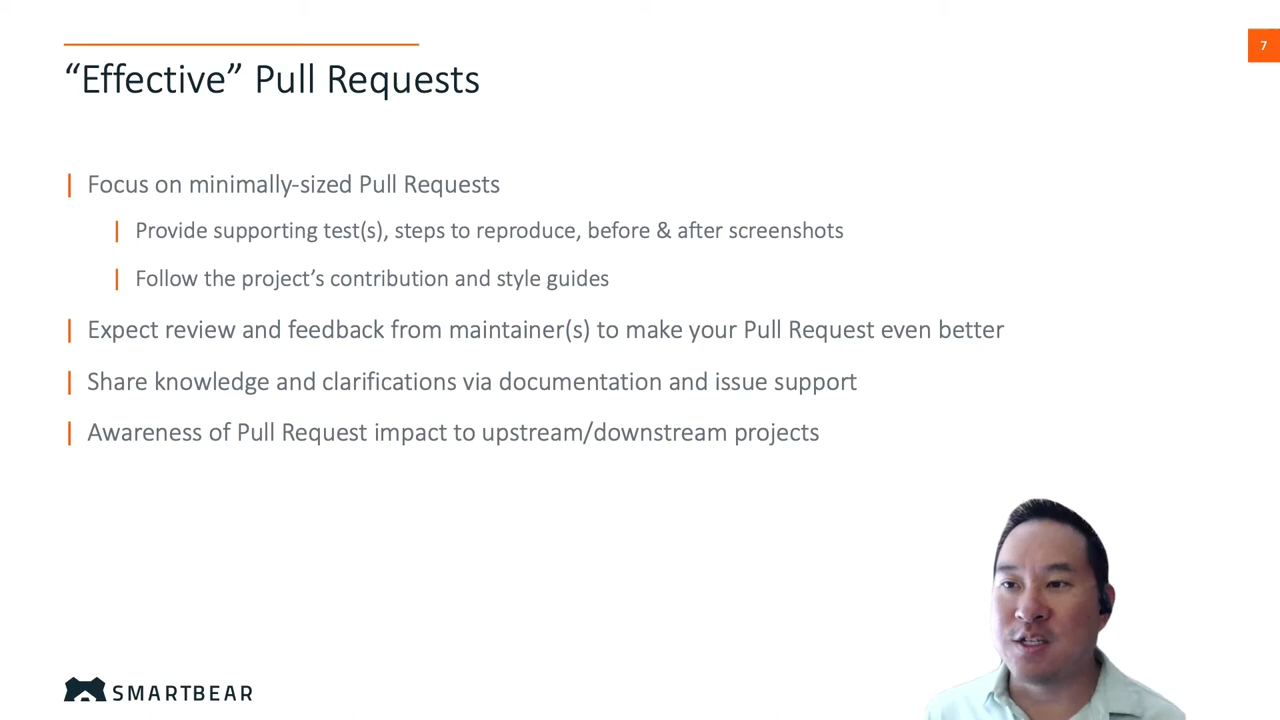 7
“Effective” Pull Requests
Focus on minimally-sized Pull Requests
Provide supporting test(s), steps to reproduce, before & after screenshots
Follow the project’s contribution and style guides
Expect review and feedback from maintainer(s) to make your Pull Request even better
Share knowledge and clarifications via documentation and issue support
Awareness of Pull Request impact to upstream/downstream projects
SMARTBEAR